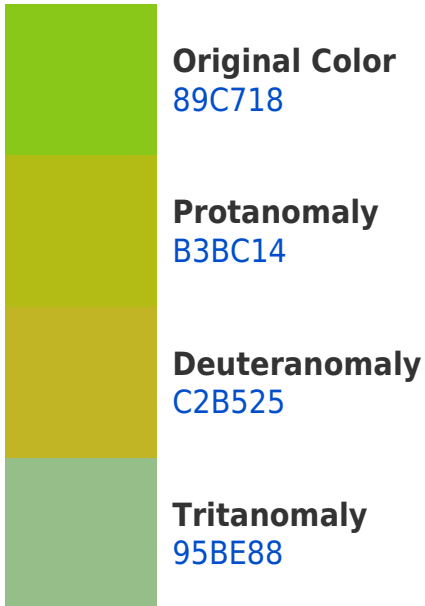 Original Color
89C718
Protanomaly
B3BC14
Deuteranomaly
C2B525
Tritanomaly
95BE88